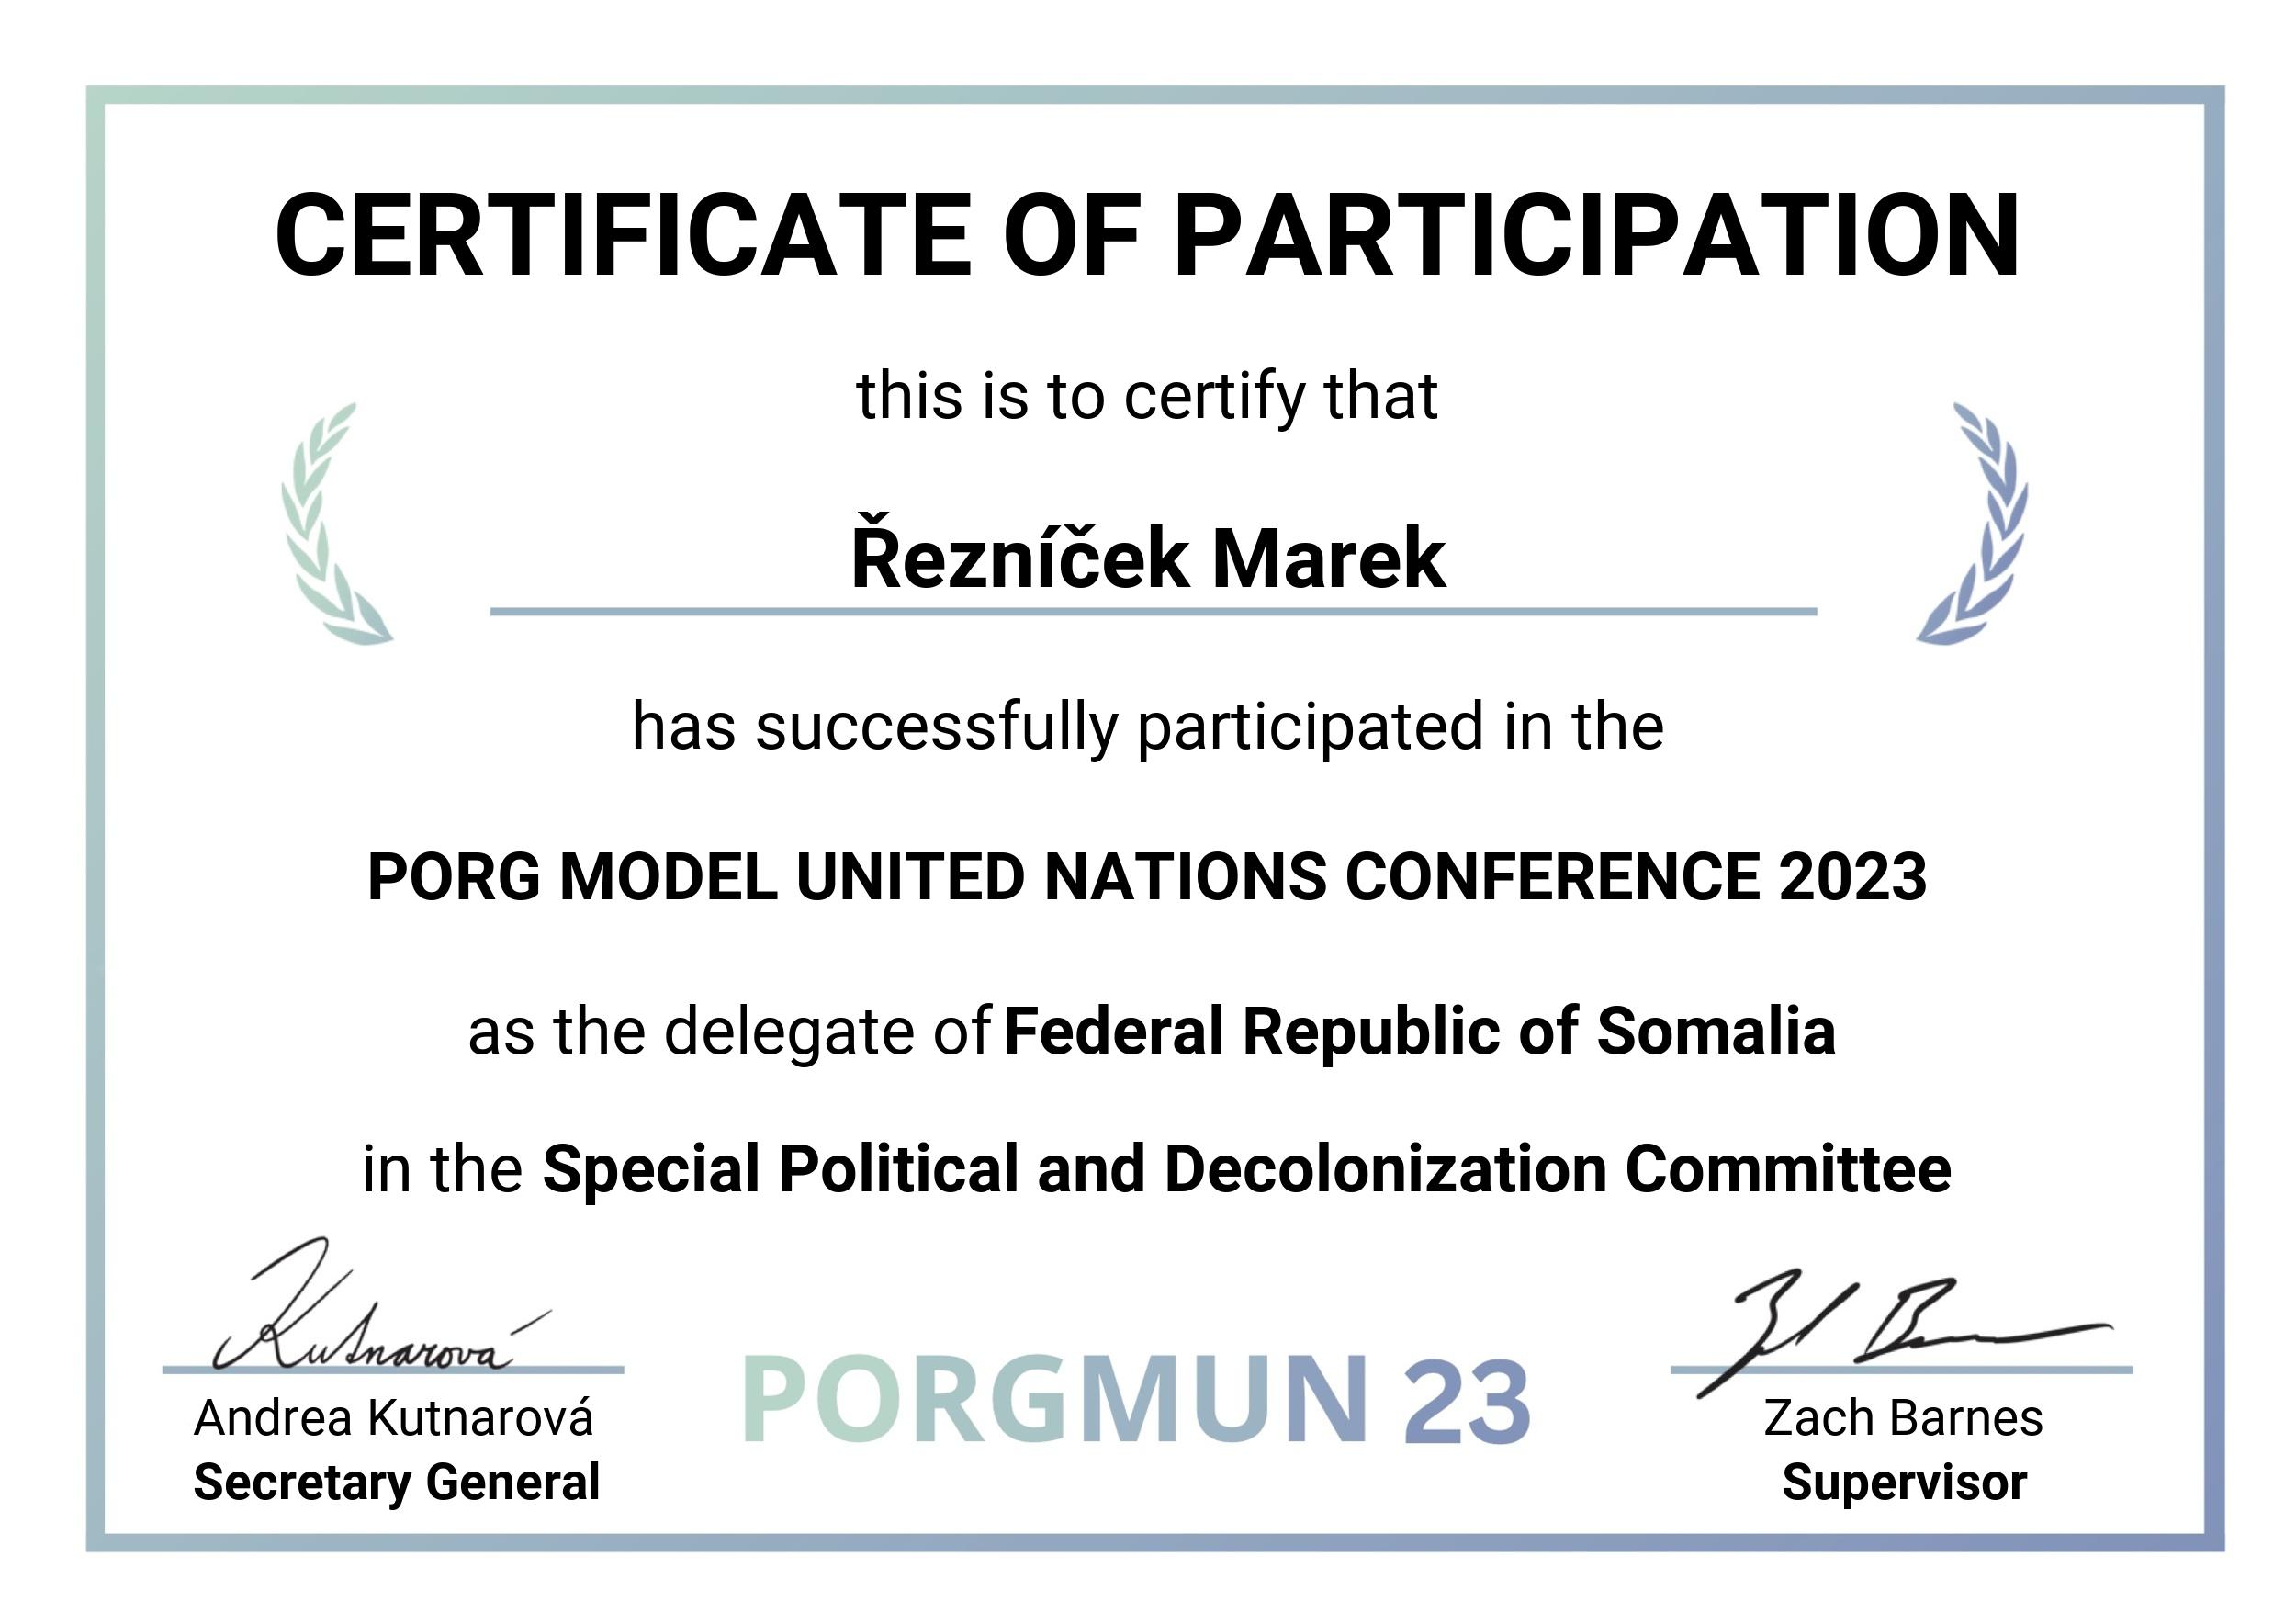 CERTIFICATE OF PARTICIPATION
this is to certify that
Řezníček Marek
has successfully participated in the
PORG MODEL UNITED NATIONS CONFERENCE 2023
as the delegate of Federal Republic of Somalia
in the Special Political and Decolonization Committee
Kutnarová
Andrea Kutnarová
Secretary General
PORGMUN 23
Zach Barnes
Supervisor